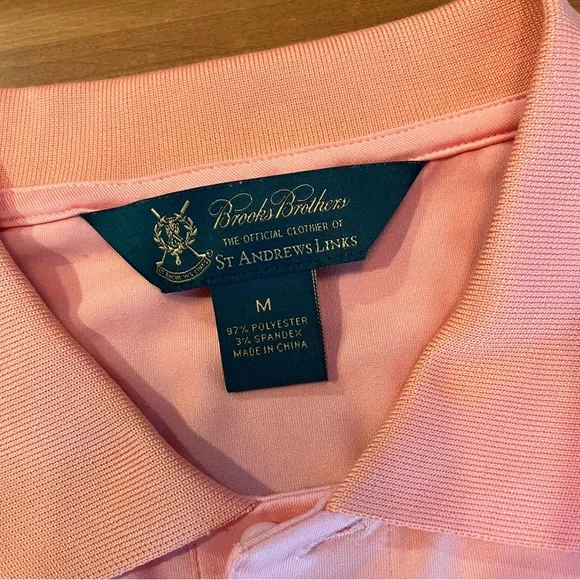 Brooks Brothers
THE OFFICIAL CLOTHIER OF
ST ANDREWS LINKS
M
97% POLYESTER
3% SPANDEX
MADE IN CHINA